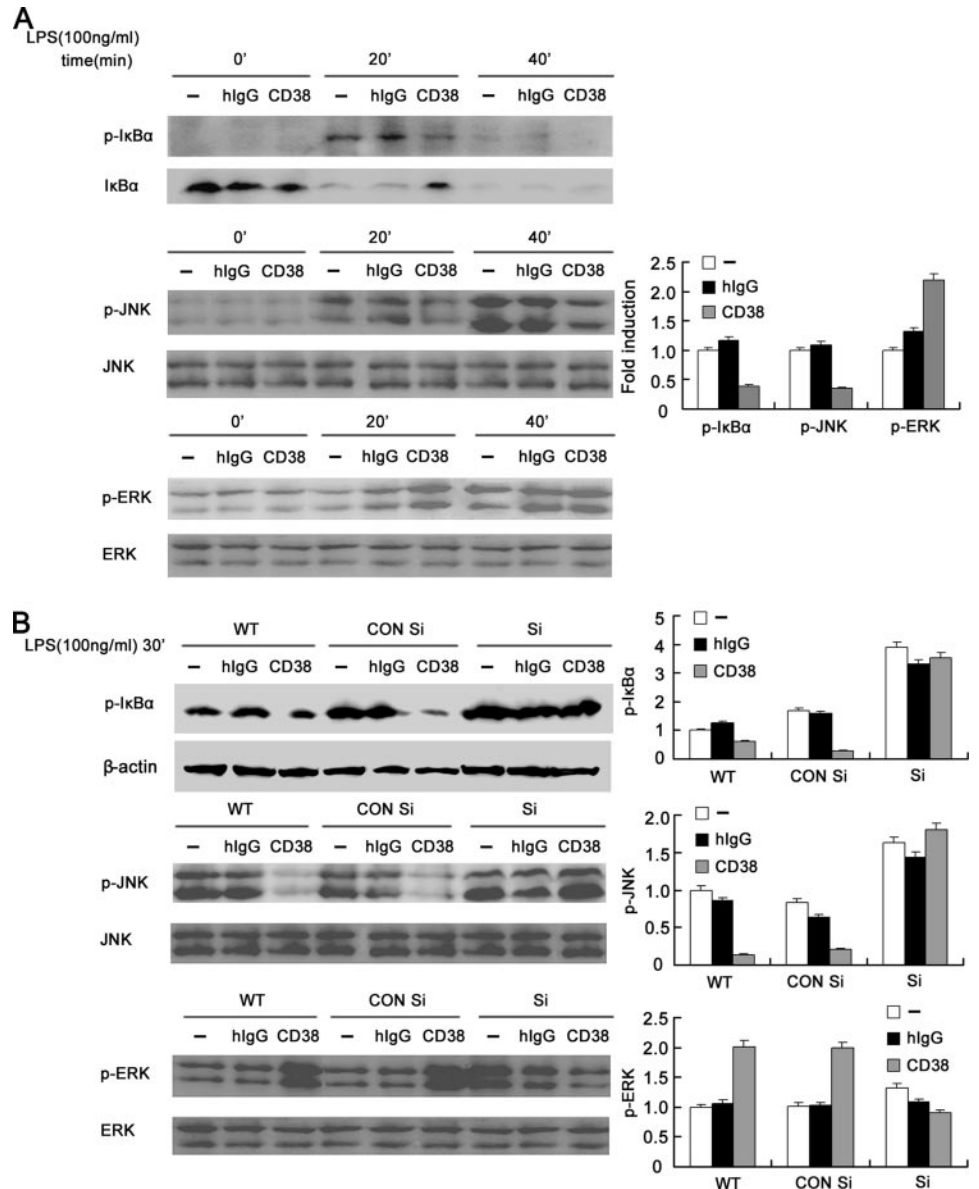 A
LPS(100ng/ml)
time(min) 0' 20' 40'
– hIgG CD38 – hIgG CD38 – hIgG CD38
p-IκBα
IκBα
0' 20' 40'
– hIgG CD38 – hIgG CD38 – hIgG CD38
p-JNK
JNK
0' 20' 40'
– hIgG CD38 – hIgG CD38 – hIgG CD38
p-ERK
ERK
Fold induction
2.5
2.0
1.5
1.0
0.5
0
–
hIgG
CD38
p-IκBα p-JNK p-ERK
B
LPS(100ng/ml) 30'
WT CON Si Si
– hIgG CD38 – hIgG CD38 – hIgG CD38
p-IκBα
β-actin
WT CON Si Si
– hIgG CD38 – hIgG CD38 – hIgG CD38
p-JNK
JNK
WT CON Si Si
– hIgG CD38 – hIgG CD38 – hIgG CD38
p-ERK
ERK
p-IκBα
5
4
3
2
1
0
–
hIgG
CD38
WT CON Si Si
p-JNK
2.0
1.5
1.0
0.5
0
–
hIgG
CD38
WT CON Si Si
p-ERK
2.5
2.0
1.5
1.0
0.5
0
–
hIgG
CD38
WT CON Si Si